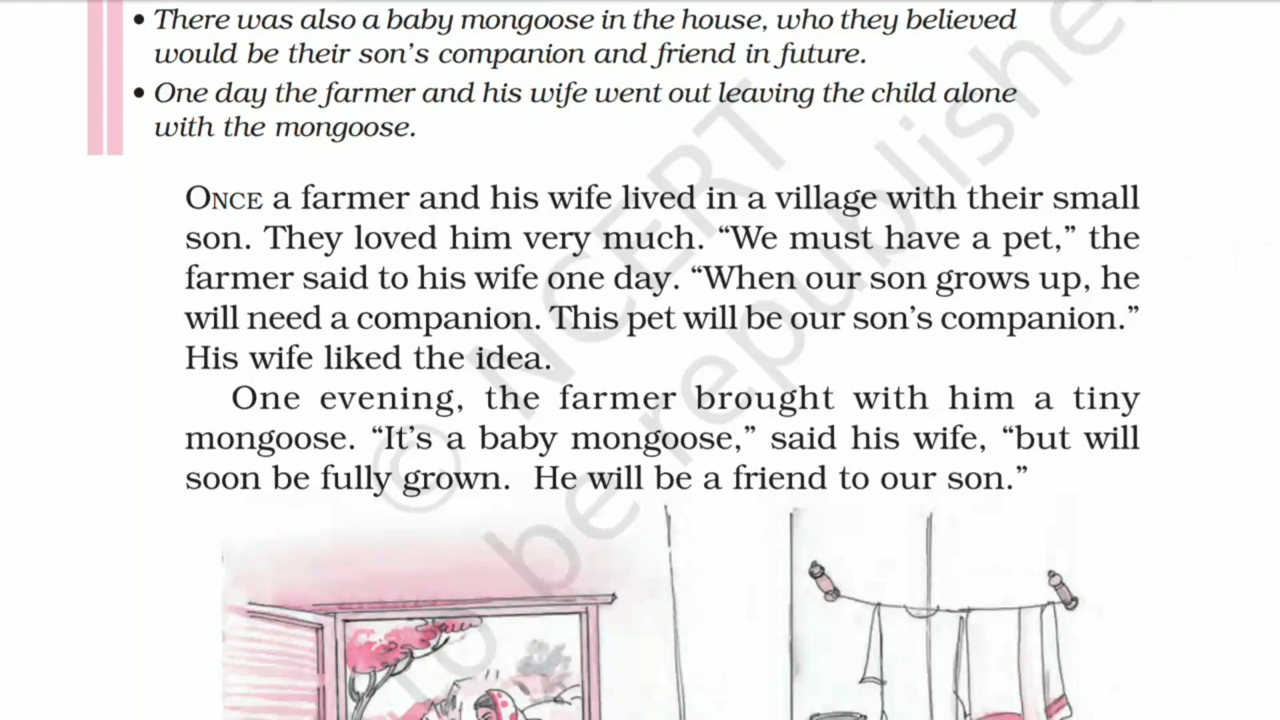 • There was also a baby mongoose in the house, who they believed
would be their son's companion and friend in future.
• One day the farmer and his wife went out leaving the child alone
with the mongoose.
ONCE a farmer and his wife lived in a village with their small
son. They loved him very much. “We must have a pet,” the
farmer said to his wife one day. “When our son grows up, he
will need a companion. This pet will be our son's companion.”
His wife liked the idea.
One evening, the farmer brought with him a tiny
mongoose. “It's a baby mongoose,” said his wife, “but will
soon be fully grown. He will be a friend to our son.”
© NCERT
be republishe